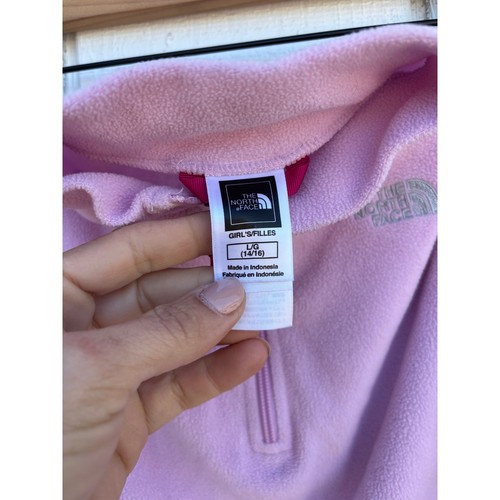 THE
NORTH
FACE
GIRL'S/FILLES
L/G
(14/16)
Made in Indonesia
Fabriqué en Indonésie